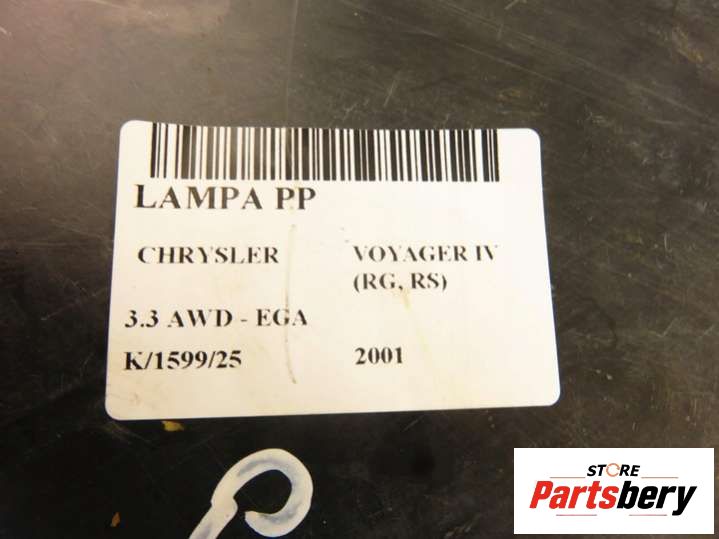 LAMPA PP
CHRYSLER VOYAGER IV
(RG, RS)
3.3 AWD - EGA
K/1599/25 2001
STORE
Partsbery